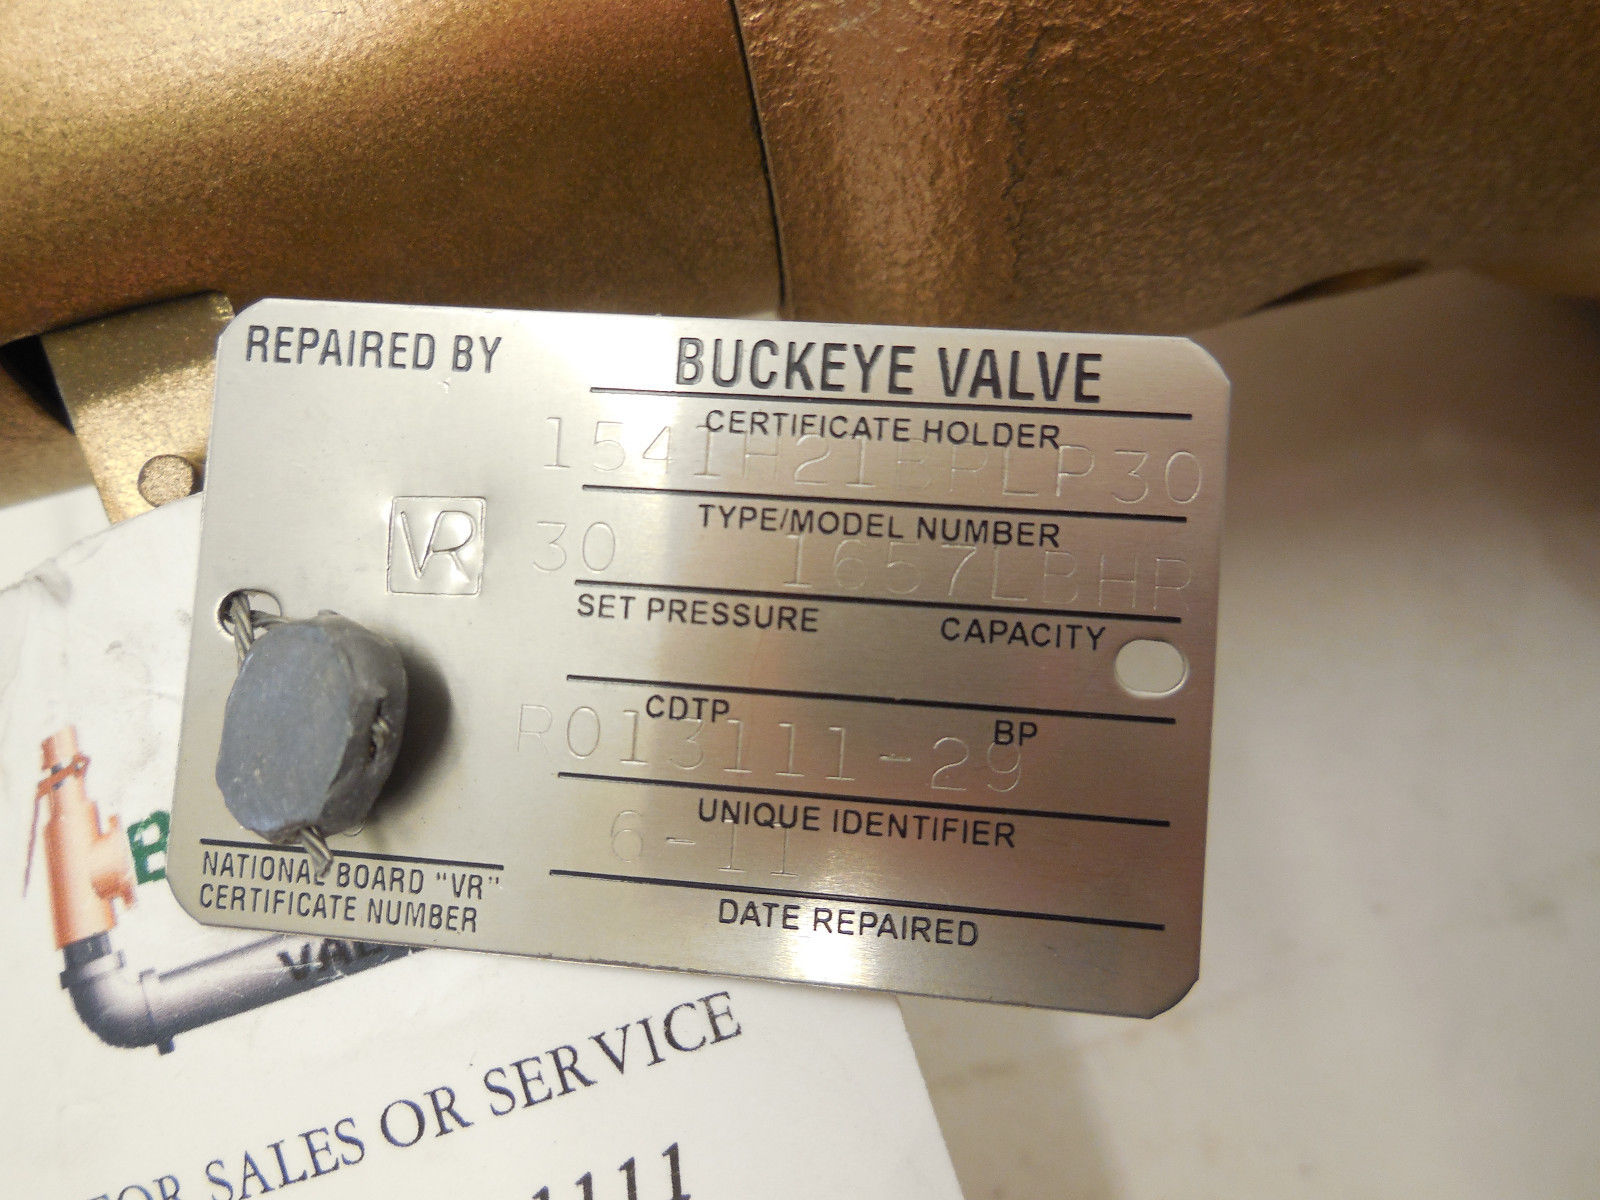 REPAIRED BY
BUCKEYE VALVE
CERTIFICATE HOLDER
1541H21BRLP30
TYPE/MODEL NUMBER
VR
30 1657LBHR
SET PRESSURE CAPACITY
CDTP BP
R013111-29
UNIQUE IDENTIFIER
6-11
DATE REPAIRED
NATIONAL BOARD "VR"
CERTIFICATE NUMBER
B
FOR SALES OR SERVICE
1111